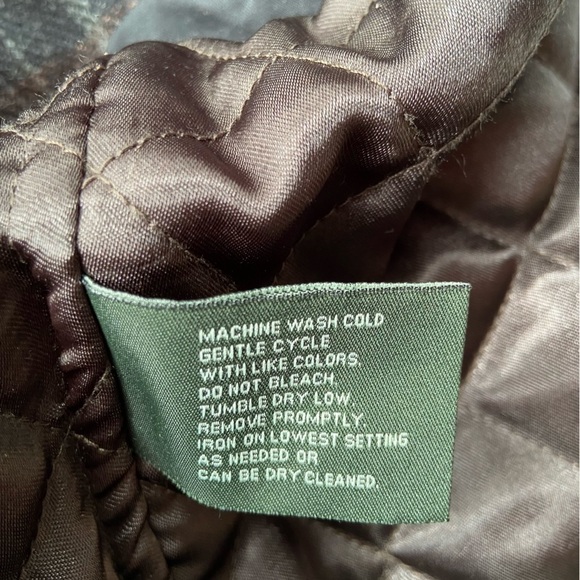 MACHINE WASH COLD
GENTLE CYCLE
WITH LIKE COLORS.
DO NOT BLEACH.
TUMBLE DRY LOW.
REMOVE PROMPTLY.
IRON ON LOWEST SETTING
AS NEEDED OR
CAN BE DRY CLEANED.